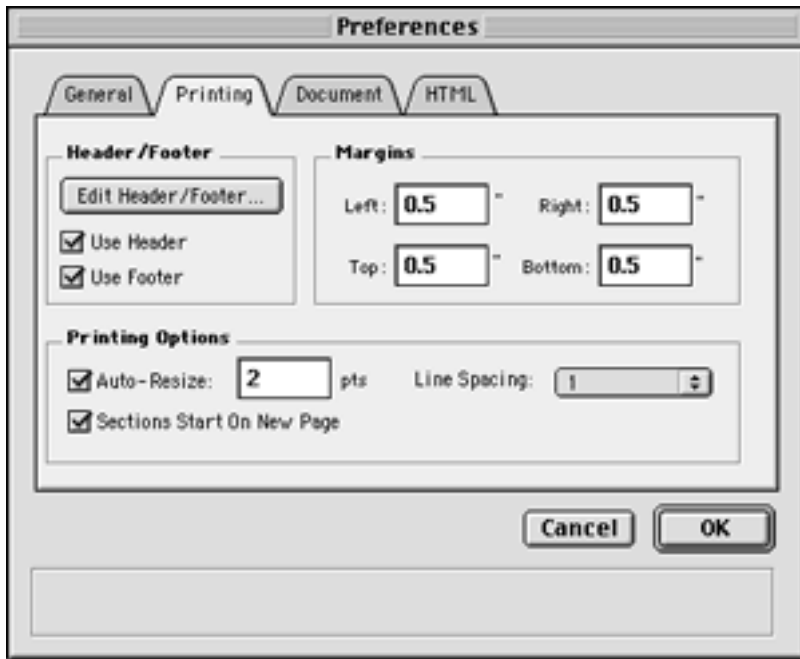 Preferences
General Printing Document HTML
Header/Footer
Edit Header/Footer...
Use Header
Use Footer
Margins
Left: 0.5 " Right: 0.5 "
Top: 0.5 " Bottom: 0.5 "
Printing Options
Auto-Resize: 2 pts Line Spacing: 1
Sections Start On New Page
Cancel OK